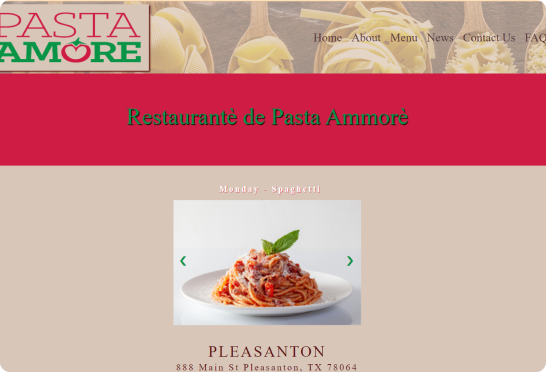 PASTA
AMORE
Home About Menu News Contact Us FAQ
Restaurantè de Pasta Ammorè
Monday - Spaghetti
PLEASANTON
888 Main St Pleasanton, TX 78064